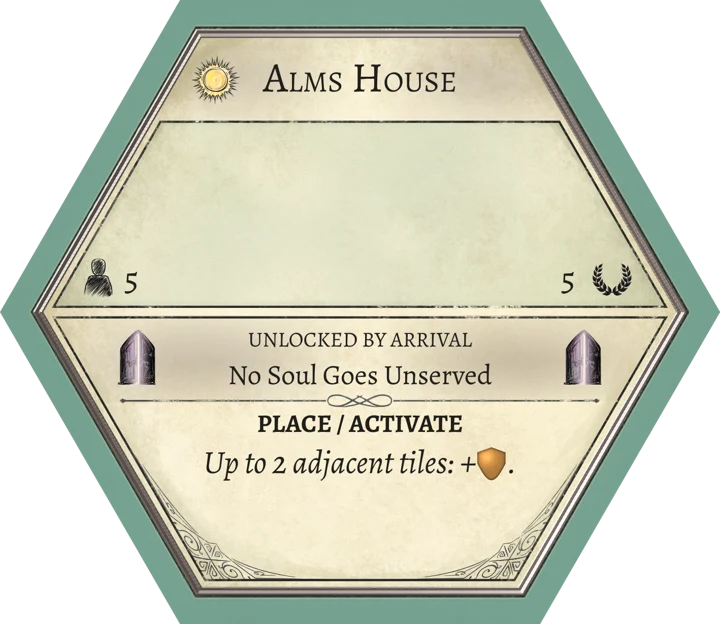 Alms House
5
5
UNLOCKED BY ARRIVAL
No Soul Goes Unserved
PLACE / ACTIVATE
Up to 2 adjacent tiles: + .